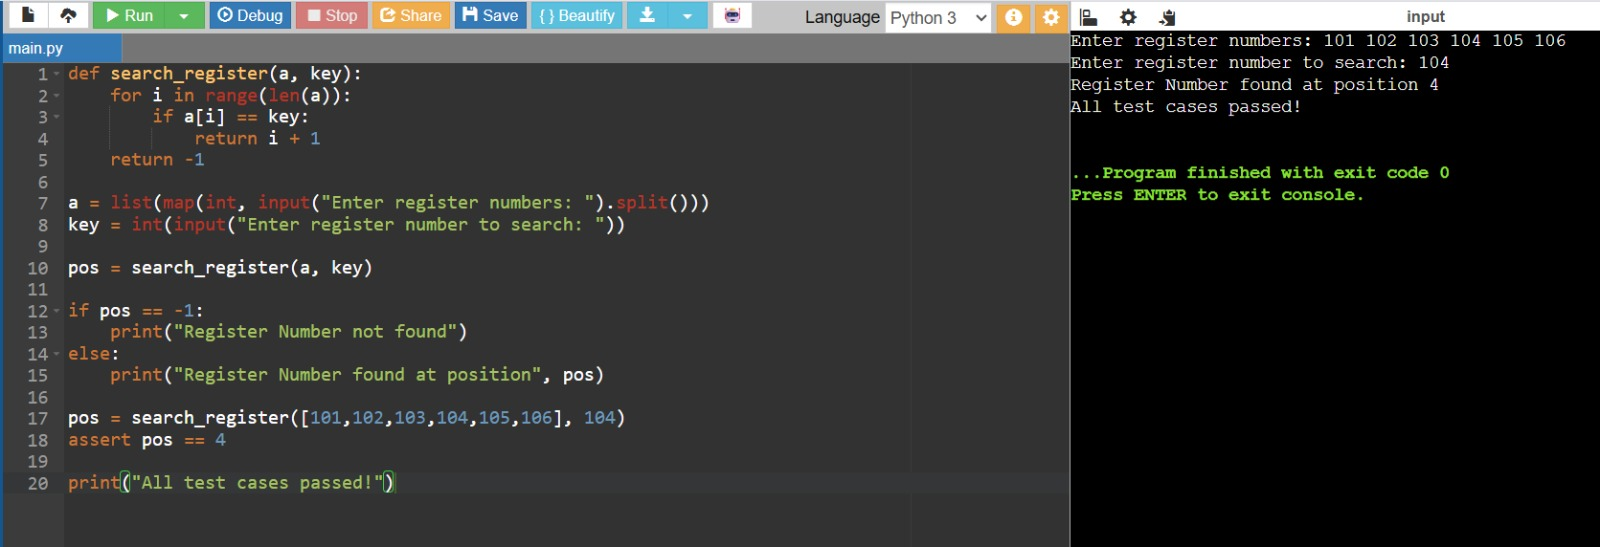 Run Debug Stop Share Save { } Beautify Language Python 3 input
main.py
1 def search_register(a, key):
2     for i in range(len(a)):
3         if a[i] == key:
4             return i + 1
5     return -1
6
7 a = list(map(int, input("Enter register numbers: ").split()))
8 key = int(input("Enter register number to search: "))
9
10 pos = search_register(a, key)
11
12 if pos == -1:
13     print("Register Number not found")
14 else:
15     print("Register Number found at position", pos)
16
17 pos = search_register([101,102,103,104,105,106], 104)
18 assert pos == 4
19
20 print("All test cases passed!")
Enter register numbers: 101 102 103 104 105 106
Enter register number to search: 104
Register Number found at position 4
All test cases passed!
...Program finished with exit code 0
Press ENTER to exit console.